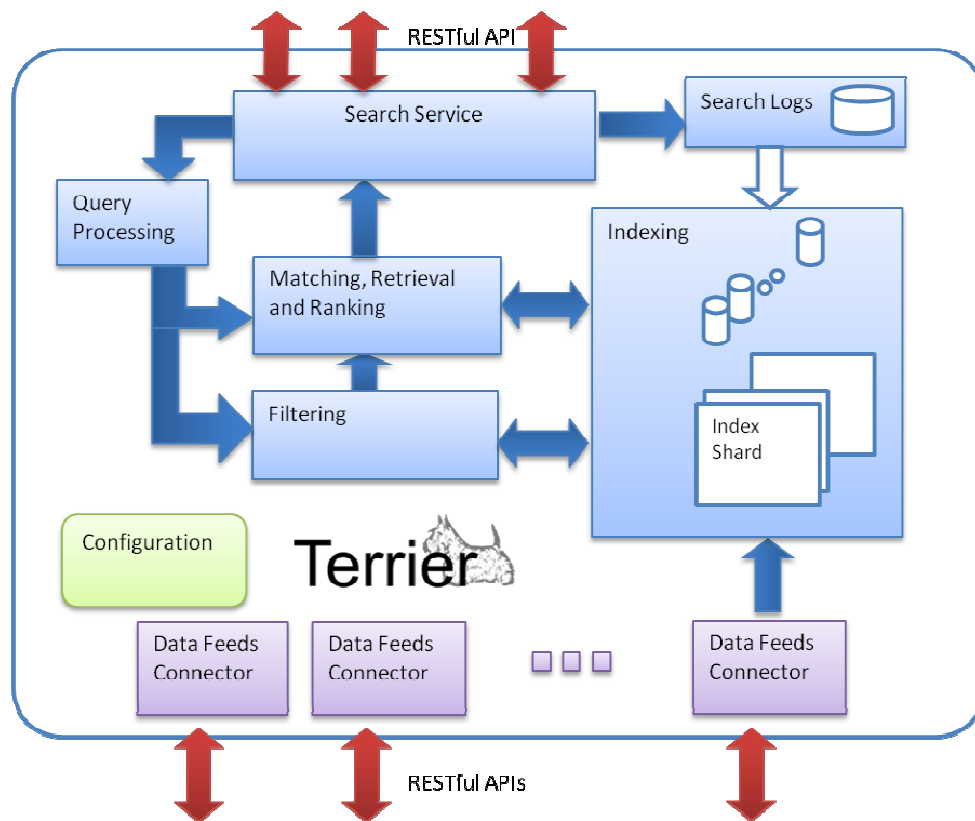 RESTful API
Search Service
Search Logs
Query
Processing
Indexing
Matching, Retrieval
and Ranking
Filtering
Index
Shard
Configuration
Terrier
Data Feeds
Connector
Data Feeds
Connector
Data Feeds
Connector
RESTful APIs